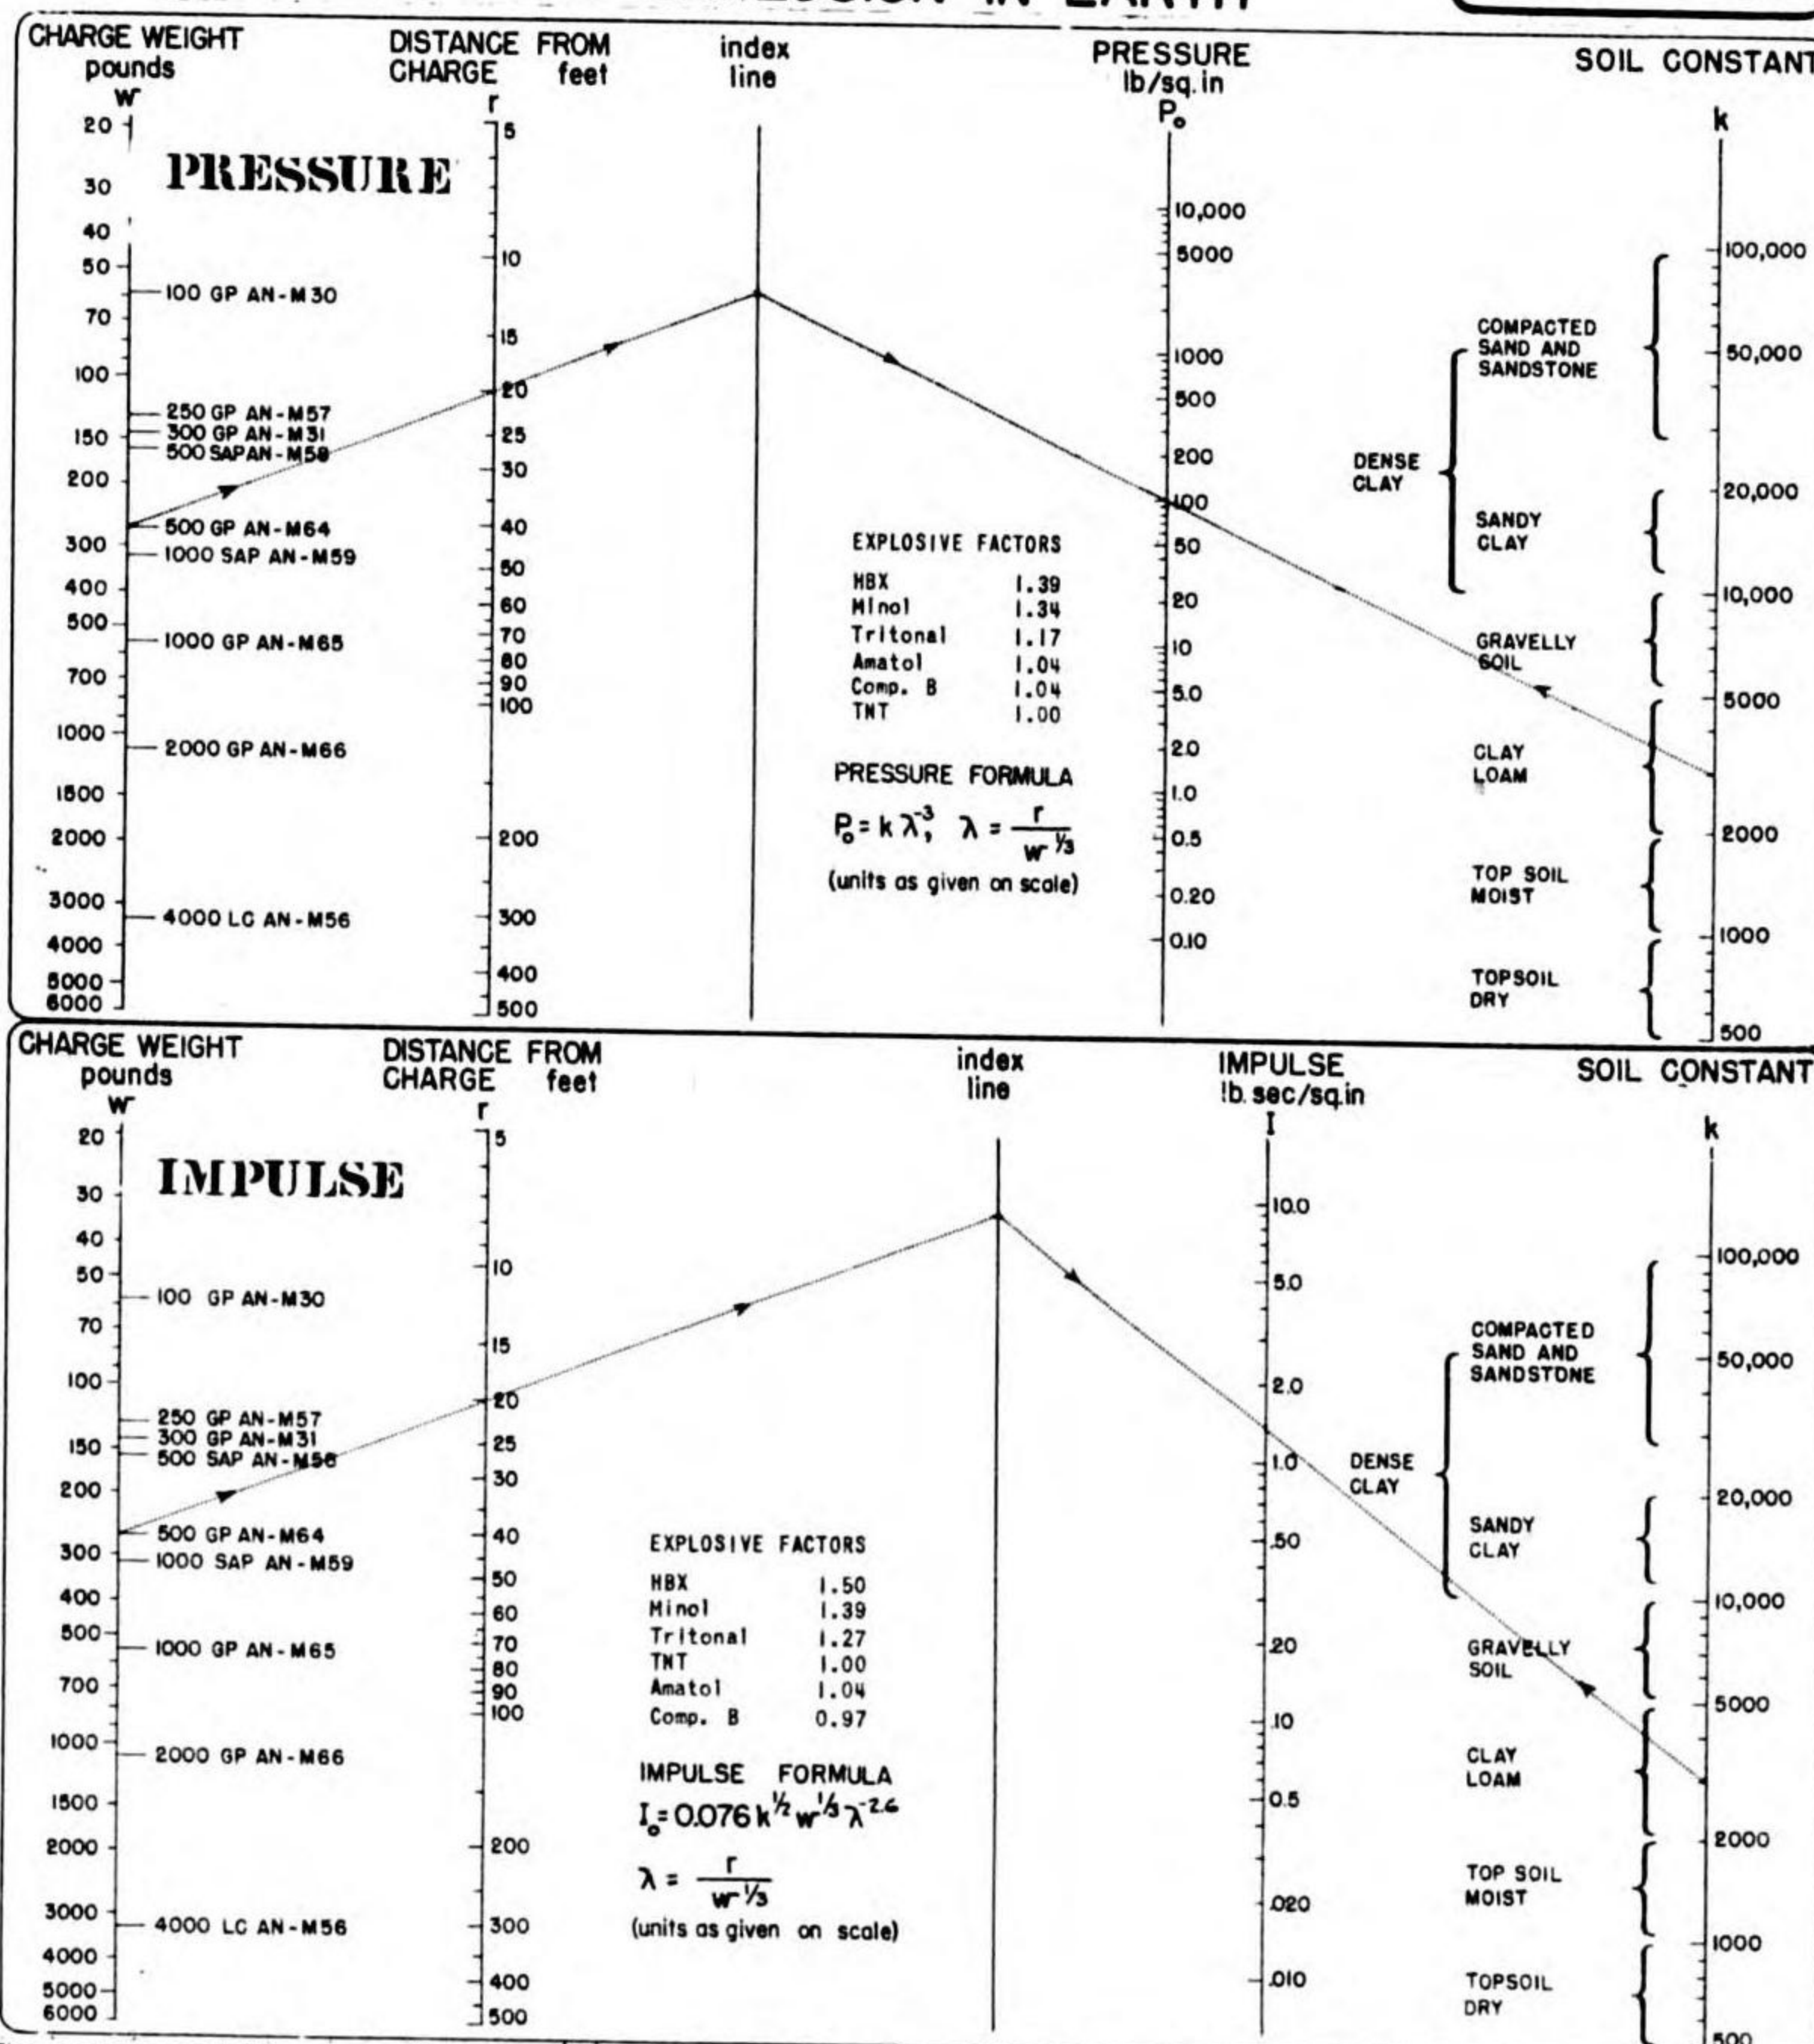 IN EARTH
CHARGE WEIGHT
pounds
w
DISTANCE FROM
CHARGE feet
r
index
line
PRESSURE
lb/sq.in
P₀
SOIL CONSTANT
k
PRESSURE
20
30
40
50
70
100
150
200
300
400
500
700
1000
1500
2000
3000
4000
5000
6000
100 GP AN-M30
250 GP AN-M57
300 GP AN-M31
500 SAP AN-M58
500 GP AN-M64
1000 SAP AN-M59
1000 GP AN-M65
2000 GP AN-M66
4000 LC AN-M56
5
10
15
20
25
30
40
50
60
70
80
90
100
200
300
400
500
EXPLOSIVE FACTORS
HBX 1.39
Minol 1.34
Tritonal 1.17
Amatol 1.04
Comp. B 1.04
TNT 1.00
PRESSURE FORMULA
P₀ = k λ⁻³, λ = r / w^⅓
(units as given on scale)
10,000
5000
1000
500
200
100
50
20
10
5.0
2.0
1.0
0.5
0.20
0.10
DENSE
CLAY
COMPACTED
SAND AND
SANDSTONE
SANDY
CLAY
GRAVELLY
SOIL
CLAY
LOAM
TOP SOIL
MOIST
TOPSOIL
DRY
100,000
50,000
20,000
10,000
5000
2000
1000
500
CHARGE WEIGHT
pounds
w
DISTANCE FROM
CHARGE feet
r
index
line
IMPULSE
lb. sec/sq.in
I
SOIL CONSTANT
k
IMPULSE
20
30
40
50
70
100
150
200
300
400
500
700
1000
1500
2000
3000
4000
5000
6000
100 GP AN-M30
250 GP AN-M57
300 GP AN-M31
500 SAP AN-M58
500 GP AN-M64
1000 SAP AN-M59
1000 GP AN-M65
2000 GP AN-M66
4000 LC AN-M56
5
10
15
20
25
30
40
50
60
70
80
90
100
200
300
400
500
EXPLOSIVE FACTORS
HBX 1.50
Minol 1.39
Tritonal 1.27
TNT 1.00
Amatol 1.04
Comp. B 0.97
IMPULSE FORMULA
I₀ = 0.076 k^½ w^⅓ λ^-2.6
λ = r / w^⅓
(units as given on scale)
10.0
5.0
2.0
1.0
.50
.20
.10
0.5
.020
.010
DENSE
CLAY
COMPACTED
SAND AND
SANDSTONE
SANDY
CLAY
GRAVELLY
SOIL
CLAY
LOAM
TOP SOIL
MOIST
TOPSOIL
DRY
100,000
50,000
20,000
10,000
5000
2000
1000
500